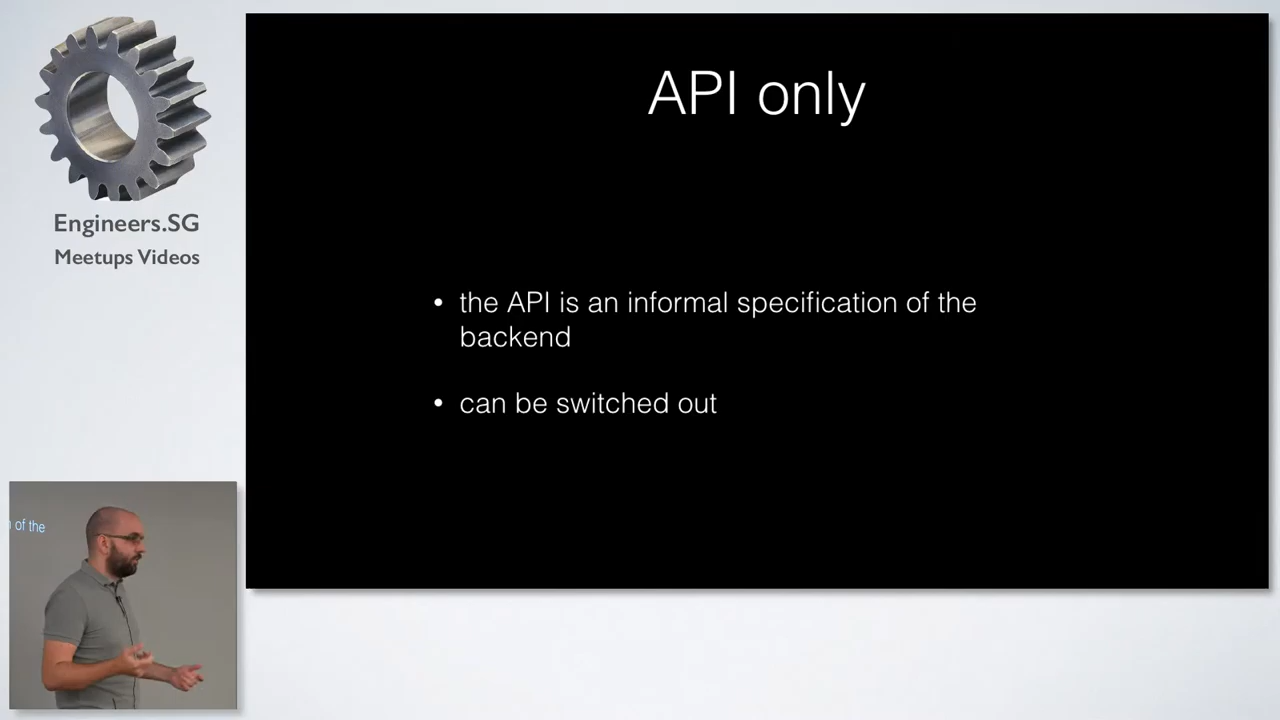 API only
Engineers.SG
Meetups Videos
• the API is an informal specification of the
backend
• can be switched out
of the